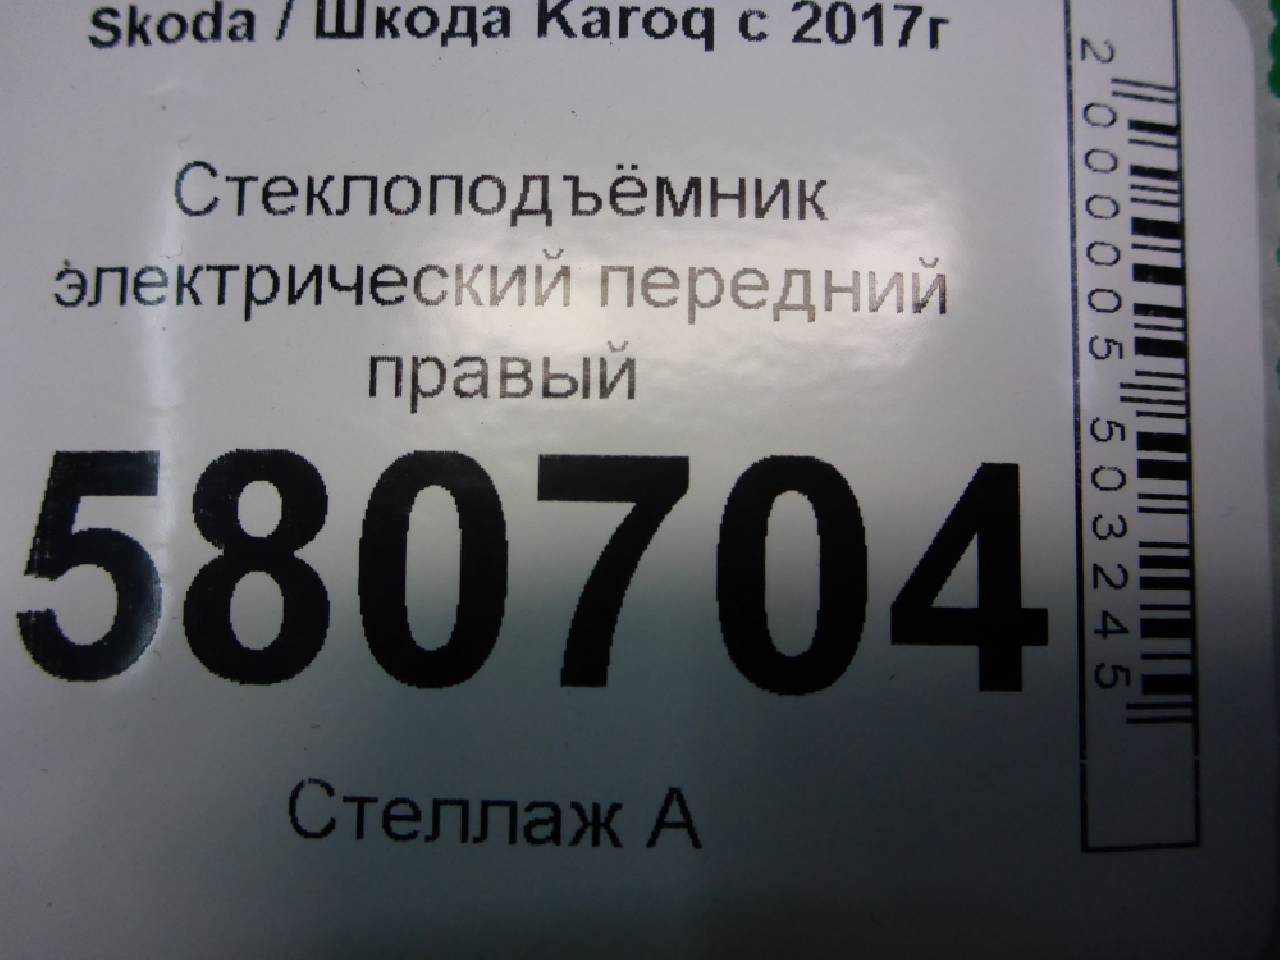 Skoda / Шкода Karoq с 2017г
Стеклоподъёмник
электрический передний
правый
580704
Стеллаж А
2000005503245